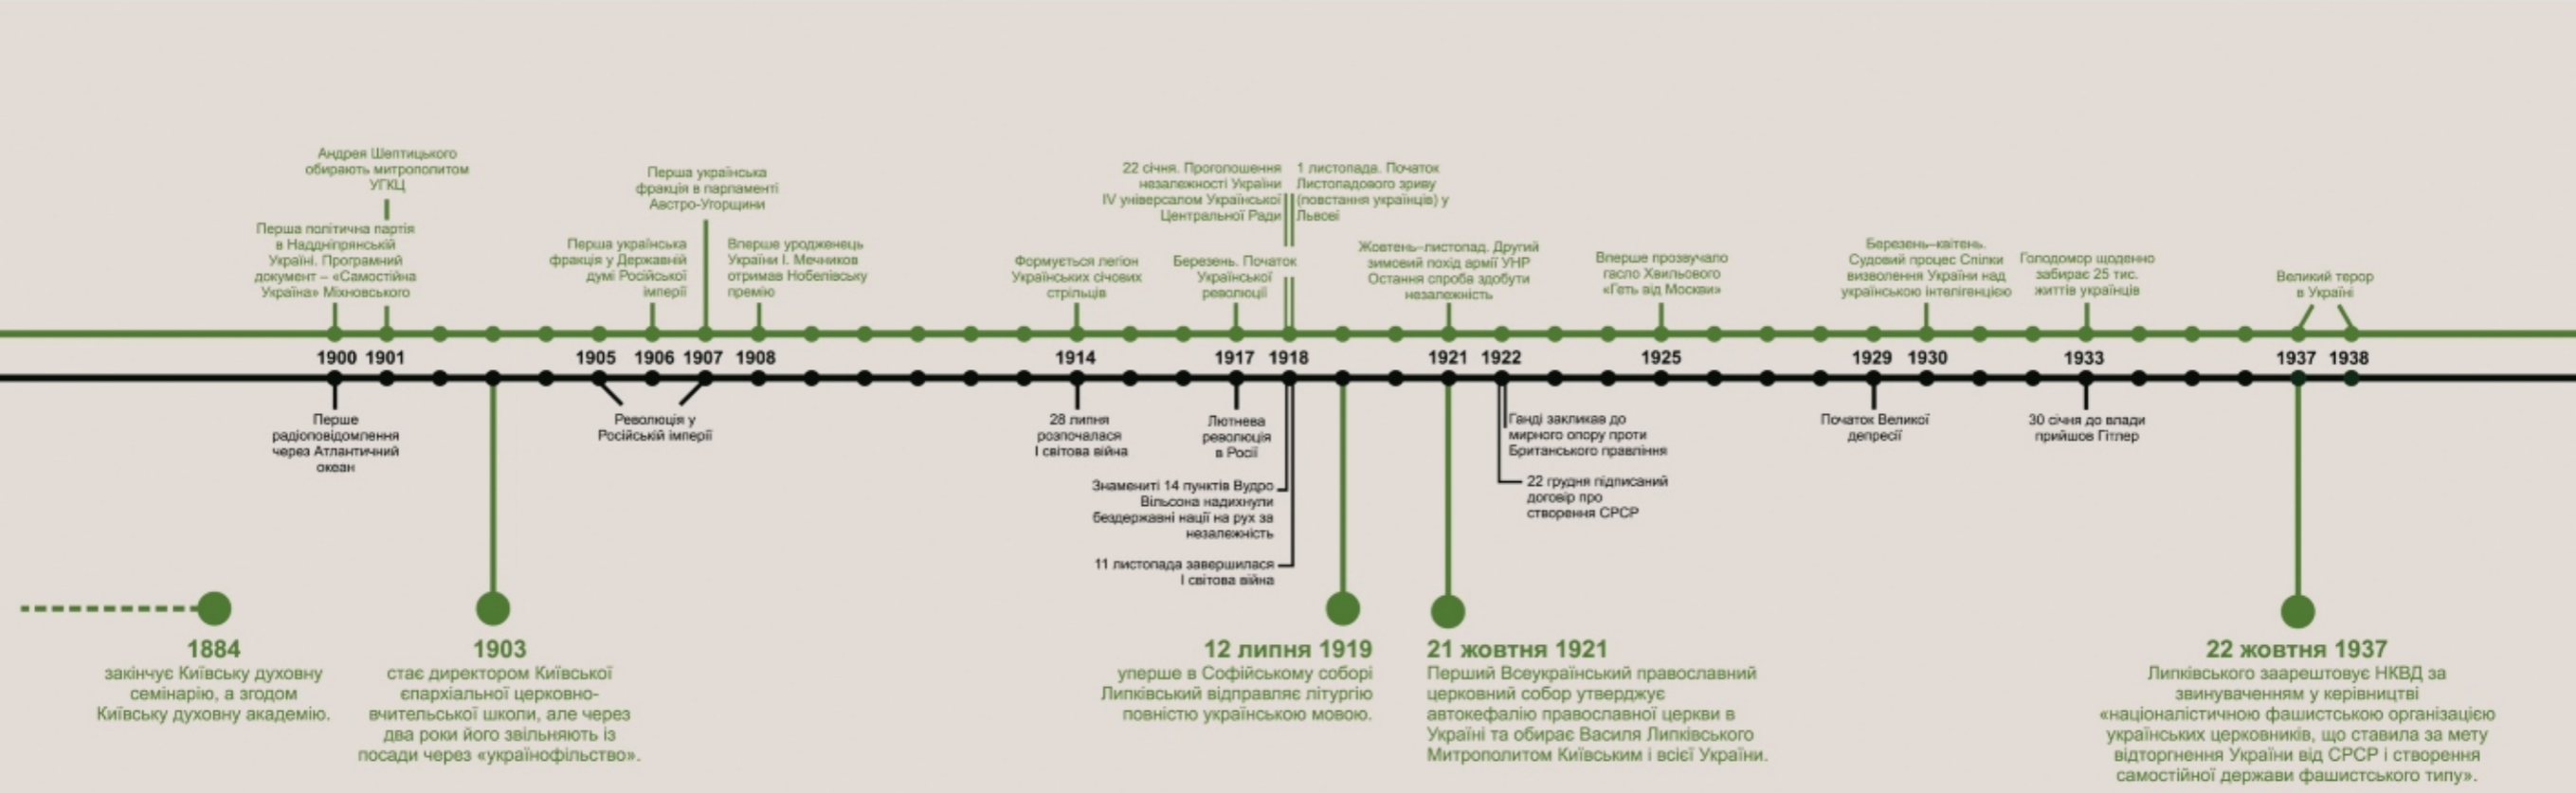 Андрея Шептицького
обирають митрополитом
УГКЦ
Перша політична партія
в Наддніпрянській
Україні. Програмний
документ – «Самостійна
Україна» Міхновського
Перша українська
фракція в парламенті
Австро-Угорщини
Перша українська
фракція у Державній
думі Російської
імперії
Вперше уродженець
України І. Мечников
отримав Нобелівську
премію
Формується легіон
Українських січових
стрільців
22 січня. Проголошення
незалежності України
IV універсалом Української
Центральної Ради
1 листопада. Початок
Листопадового зриву
(повстання українців) у
Львові
Березень. Початок
Української
революції
Жовтень–листопад. Другий
зимовий похід армії УНР
Остання спроба здобути
незалежність
Вперше прозвучало
гасло Хвильового
«Геть від Москви»
Березень–квітень.
Судовий процес Спілки
визволення України над
українською інтелігенцією
Голодомор щоденно
забирає 25 тис.
життів українців
Великий терор
в Україні
1900 1901 1905 1906 1907 1908 1914 1917 1918 1921 1922 1925 1929 1930 1933 1937 1938
Перше
радіоповідомлення
через Атлантичний
океан
Революція у
Російській імперії
28 липня
розпочалася
І світова війна
Лютнева
революція
в Росії
Знамениті 14 пунктів Вудро
Вільсона надихнули
бездержавні нації на рух за
незалежність
11 листопада завершилася
І світова війна
Ганді закликав до
мирного опору проти
Британського правління
22 грудня підписаний
договір про
створення СРСР
Початок Великої
депресії
30 січня до влади
прийшов Гітлер
1884
закінчує Київську духовну
семінарію, а згодом
Київську духовну академію.
1903
стає директором Київської
єпархіальної церковно-
вчительської школи, але через
два роки його звільняють із
посади через «українофільство».
12 липня 1919
уперше в Софійському соборі
Липківський відправляє літургію
повністю українською мовою.
21 жовтня 1921
Перший Всеукраїнський православний
церковний собор утверджує
автокефалію православної церкви в
Україні та обирає Василя Липківського
Митрополитом Київським і всієї України.
22 жовтня 1937
Липківського заарештовує НКВД за
звинуваченням у керівництві
«націоналістичною фашистською організацією
українських церковників, що ставила за мету
відторгнення України від СРСР і створення
самостійної держави фашистського типу».